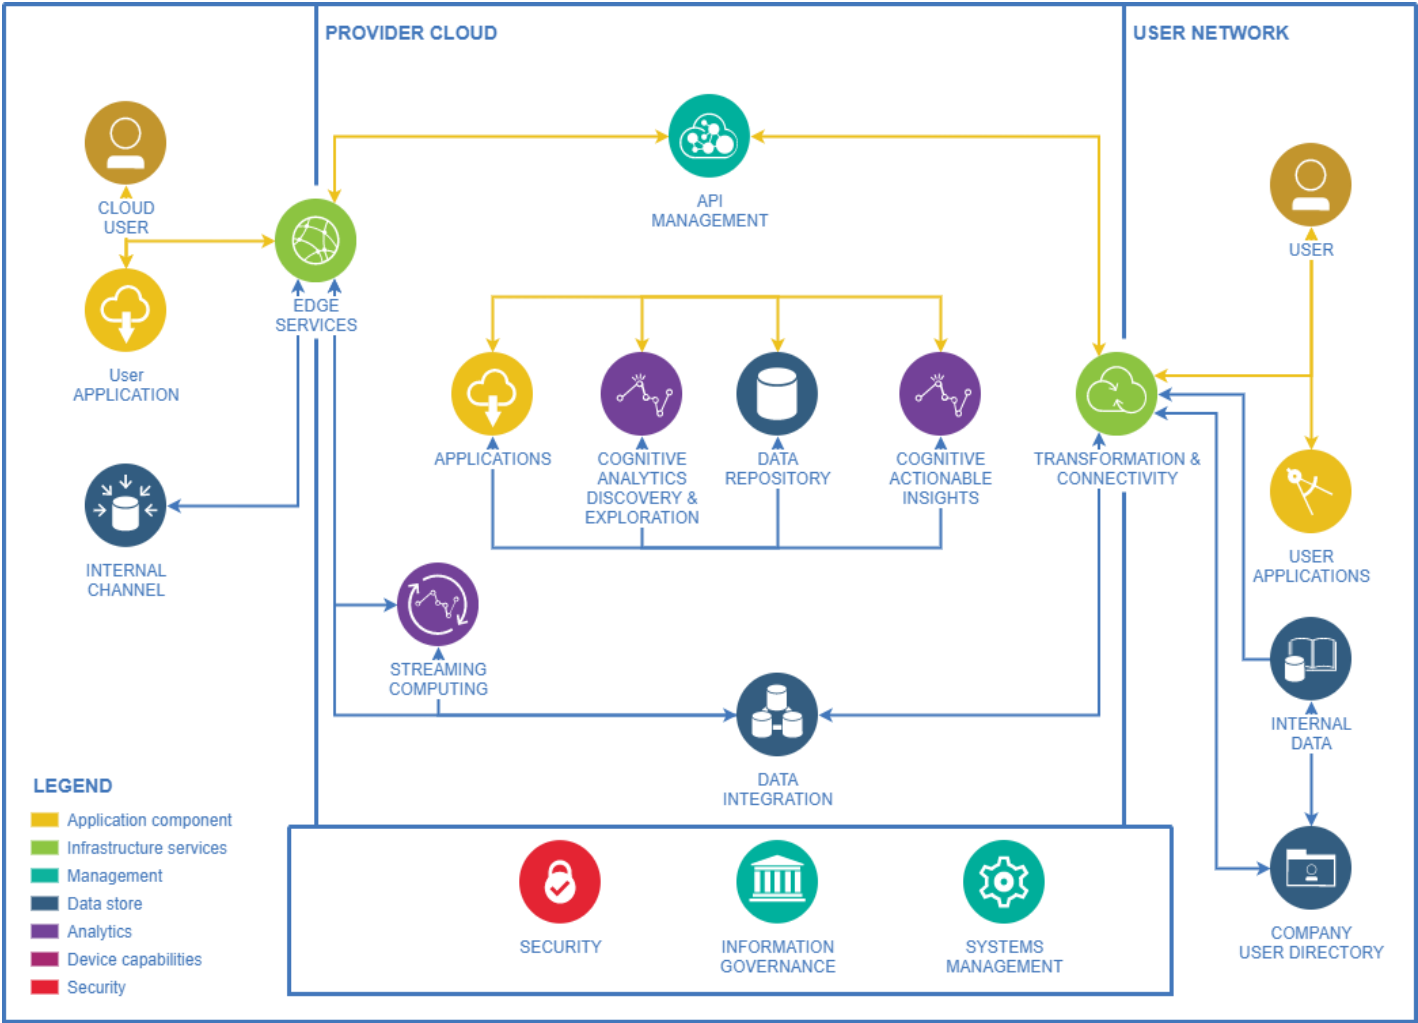 PROVIDER CLOUD
USER NETWORK
CLOUD
USER
User
APPLICATION
EDGE
SERVICES
INTERNAL
CHANNEL
API
MANAGEMENT
APPLICATIONS
COGNITIVE
ANALYTICS
DISCOVERY &
EXPLORATION
DATA
REPOSITORY
COGNITIVE
ACTIONABLE
INSIGHTS
TRANSFORMATION &
CONNECTIVITY
STREAMING
COMPUTING
DATA
INTEGRATION
USER
USER
APPLICATIONS
INTERNAL
DATA
COMPANY
USER DIRECTORY
LEGEND
Application component
Infrastructure services
Management
Data store
Analytics
Device capabilities
Security
SECURITY
INFORMATION
GOVERNANCE
SYSTEMS
MANAGEMENT